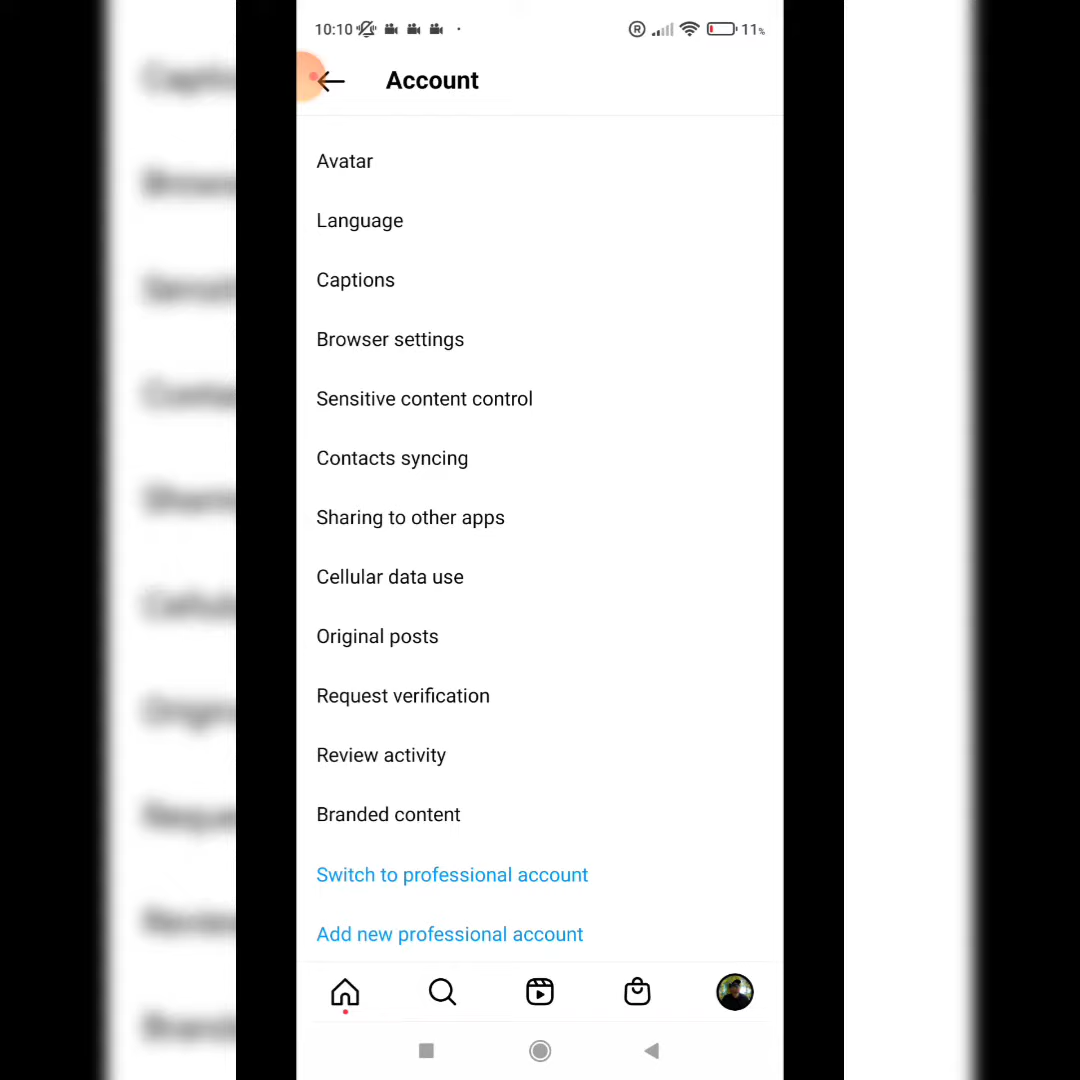 10:10
R
11%
Account
Avatar
Language
Captions
Browser settings
Sensitive content control
Contacts syncing
Sharing to other apps
Cellular data use
Original posts
Request verification
Review activity
Branded content
Switch to professional account
Add new professional account